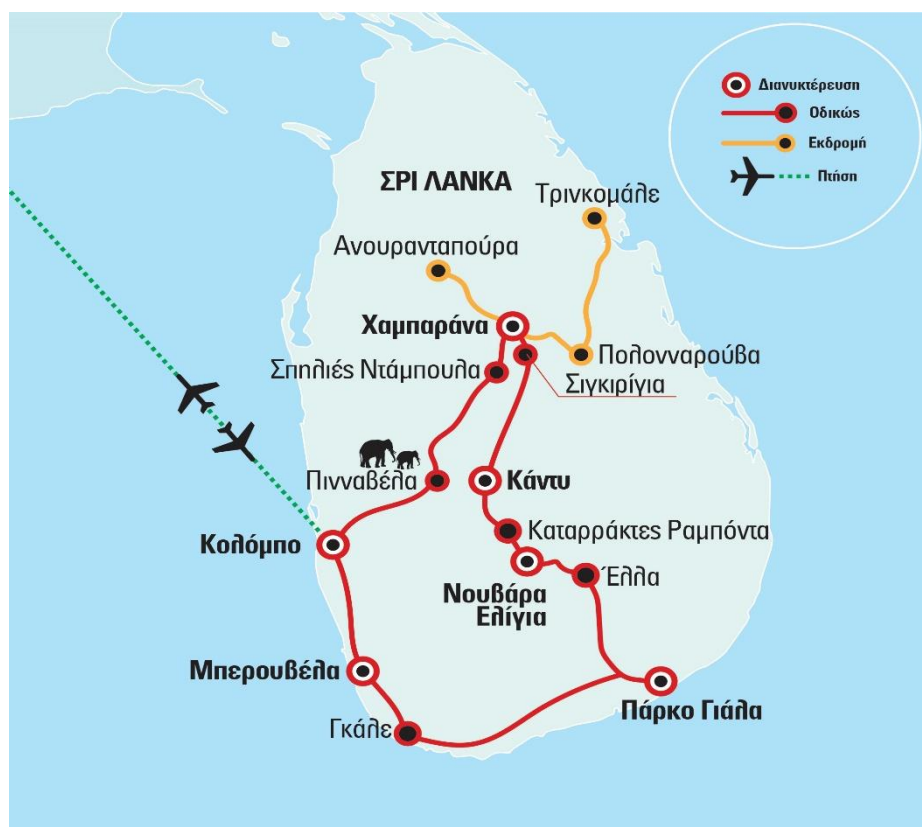 Διανυκτέρευση
Οδικώς
Εκδρομή
Πτήση
ΣΡΙ ΛΑΝΚΑ
Τρινκομάλε
Ανουρανταπούρα
Χαμπαράνα
Πολονναρούβα
Σπηλιές Ντάμπουλα
Σιγκιρίγια
Πινναβέλα
Κάντυ
Καταρράκτες Ραμπόντα
Κολόμπο
Έλλα
Νουβάρα
Ελίγια
Μπερουβέλα
Πάρκο Γιάλα
Γκάλε